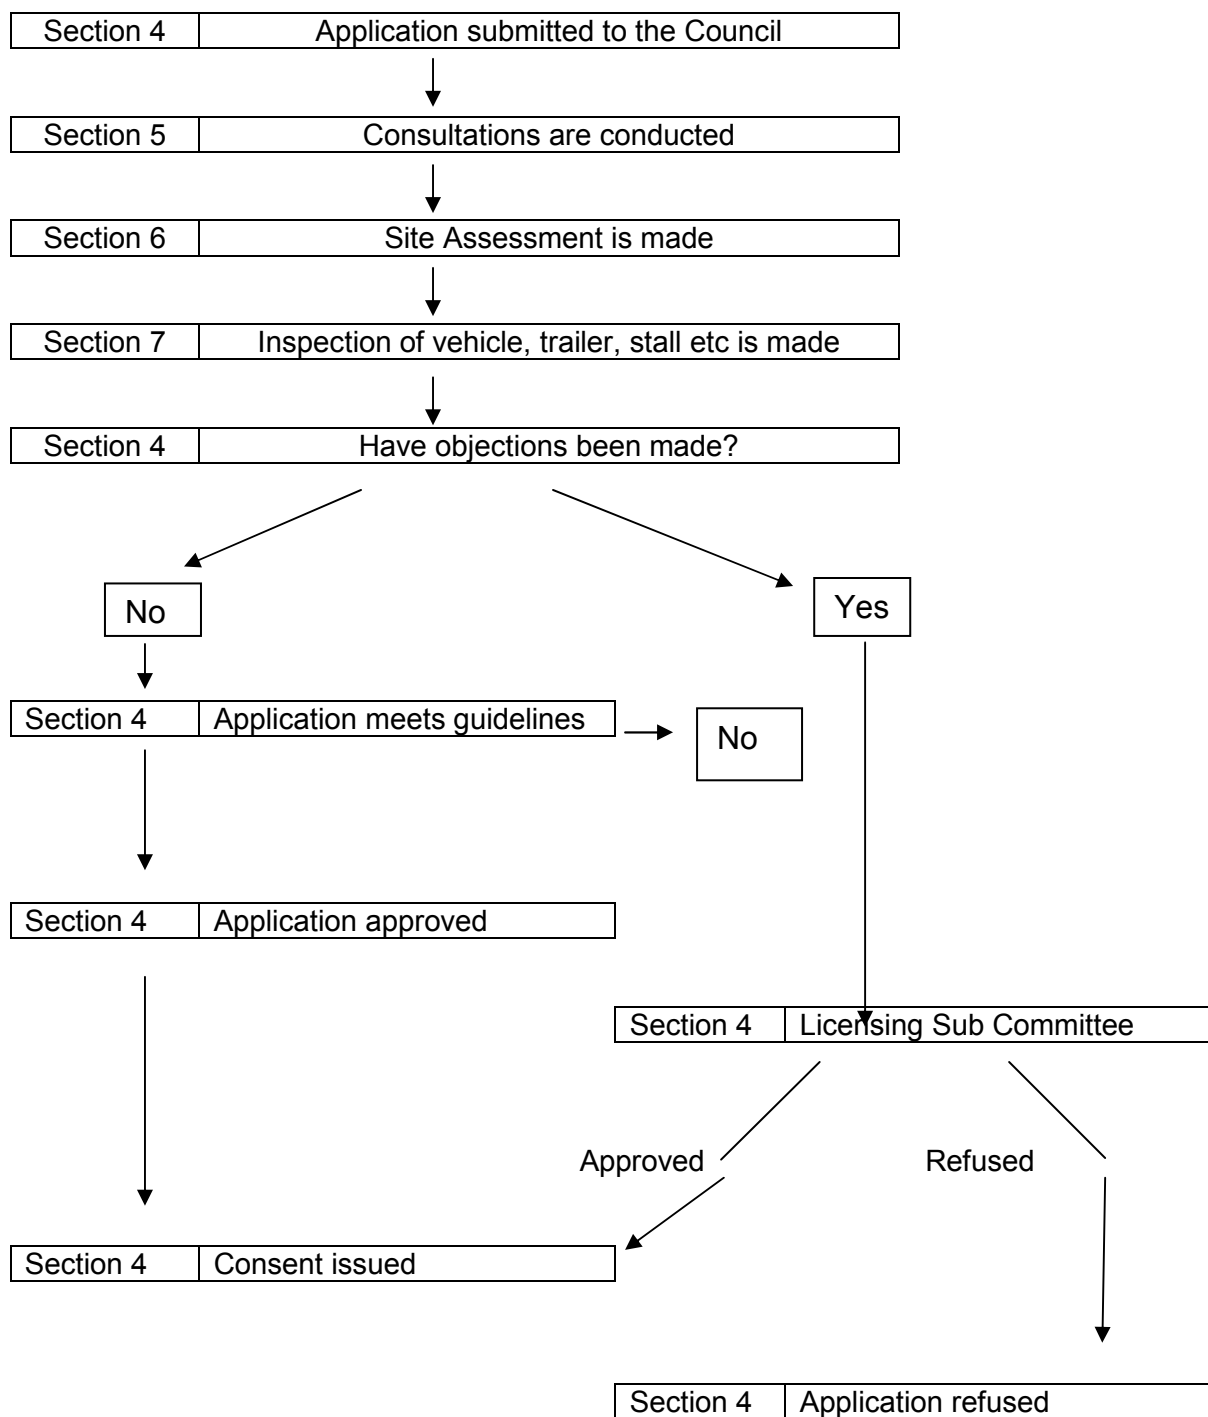 Section 4 Application submitted to the Council
Section 5 Consultations are conducted
Section 6 Site Assessment is made
Section 7 Inspection of vehicle, trailer, stall etc is made
Section 4 Have objections been made?
No
Yes
Section 4 Application meets guidelines
No
Section 4 Application approved
Section 4 Licensing Sub Committee
Approved
Refused
Section 4 Consent issued
Section 4 Application refused